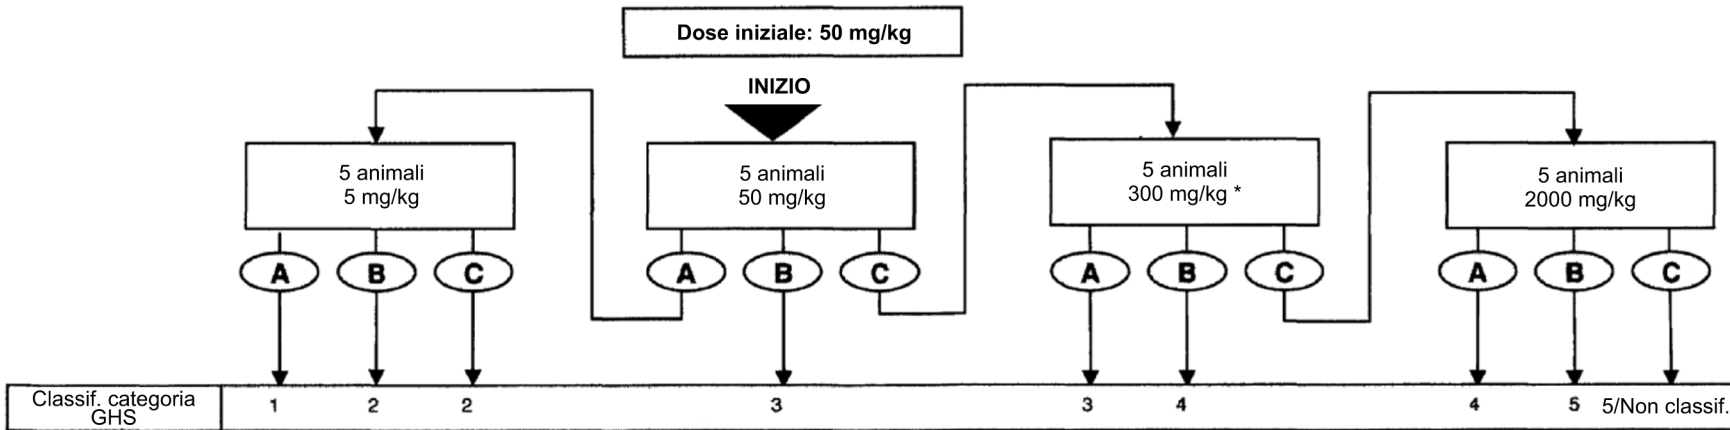 Dose iniziale: 50 mg/kg
INIZIO
5 animali
5 mg/kg
5 animali
50 mg/kg
5 animali
300 mg/kg *
5 animali
2000 mg/kg
A B C A B C A B C A B C
Classif. categoria
GHS
1 2 2 3 3 4 4 5 5/Non classif.